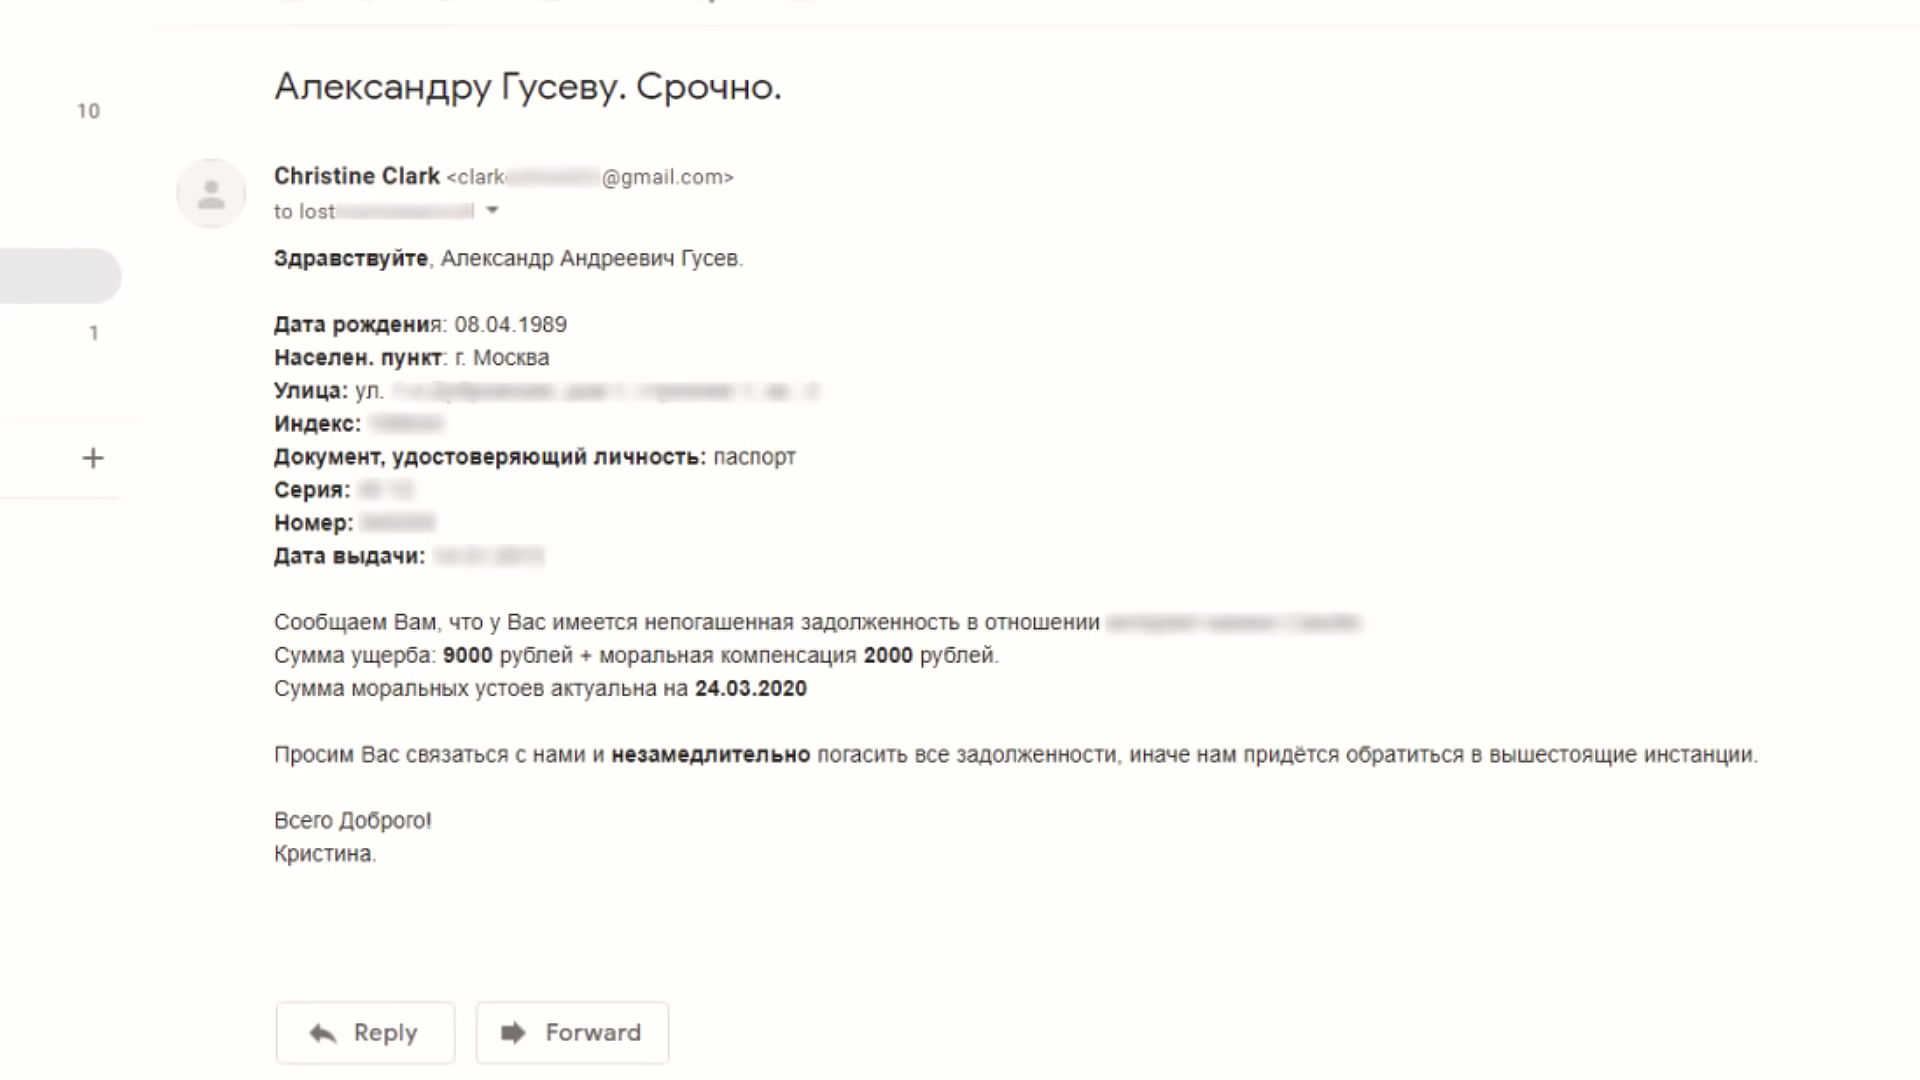 Александру Гусеву. Срочно.
10
Christine Clark <clark @gmail.com>
to lost
Здравствуйте, Александр Андреевич Гусев.
Дата рождения: 08.04.1989
1
Населен. пункт: г. Москва
Улица: ул.
Индекс:
Документ, удостоверяющий личность: паспорт
Серия:
Номер:
Дата выдачи:
Сообщаем Вам, что у Вас имеется непогашенная задолженность в отношении
Сумма ущерба: 9000 рублей + моральная компенсация 2000 рублей.
Сумма моральных устоев актуальна на 24.03.2020
Просим Вас связаться с нами и незамедлительно погасить все задолженности, иначе нам придётся обратиться в вышестоящие инстанции.
Всего Доброго!
Кристина.
Reply
Forward